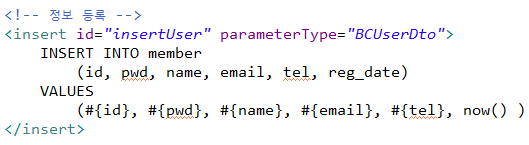 <!-- 정보 등록 -->
<insert id="insertUser" parameterType="BCUserDto">
INSERT INTO member
(id, pwd, name, email, tel, reg_date)
VALUES
(#{id}, #{pwd}, #{name}, #{email}, #{tel}, now() )
</insert>